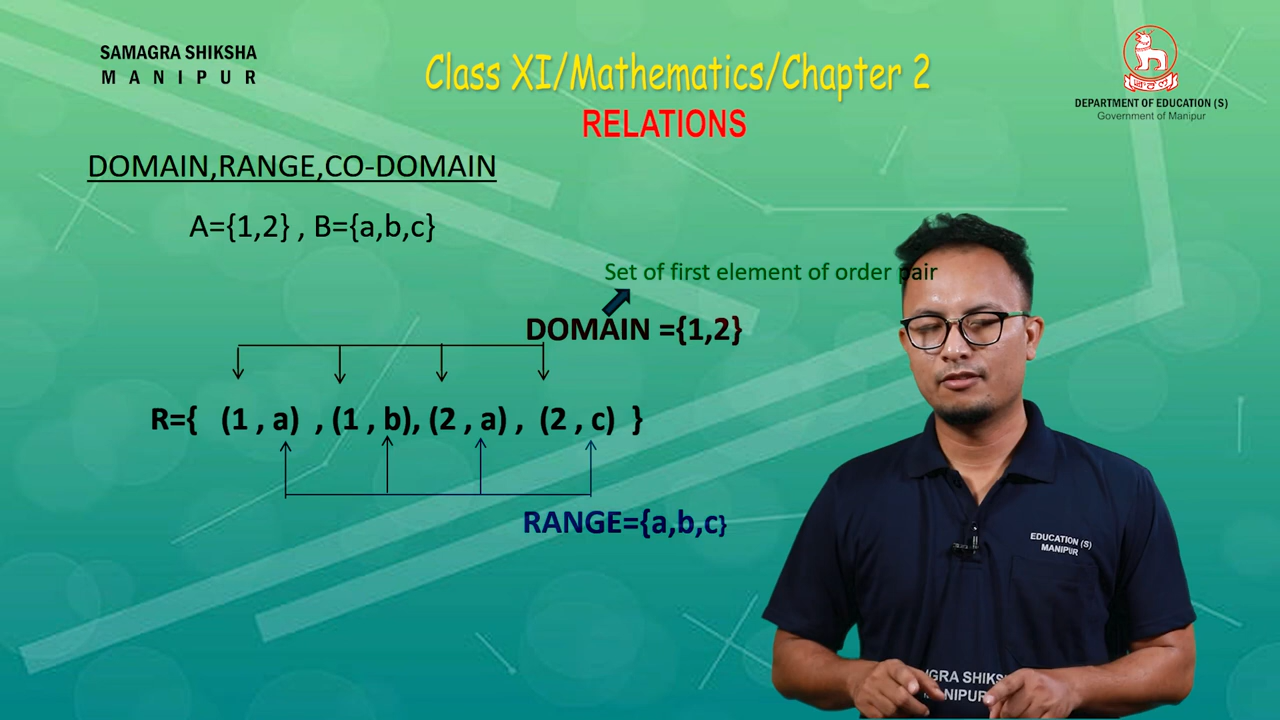 SAMAGRA SHIKSHA
MANIPUR
Class XI/Mathematics/Chapter 2
RELATIONS
DEPARTMENT OF EDUCATION (S)
Government of Manipur
DOMAIN,RANGE,CO-DOMAIN
A={1,2} , B={a,b,c}
Set of first element of order pair
DOMAIN ={1,2}
R={ (1 , a) , (1 , b), (2 , a) , (2 , c) }
RANGE={a,b,c}
EDUCATION (S)
MANIPUR
MANIPUR